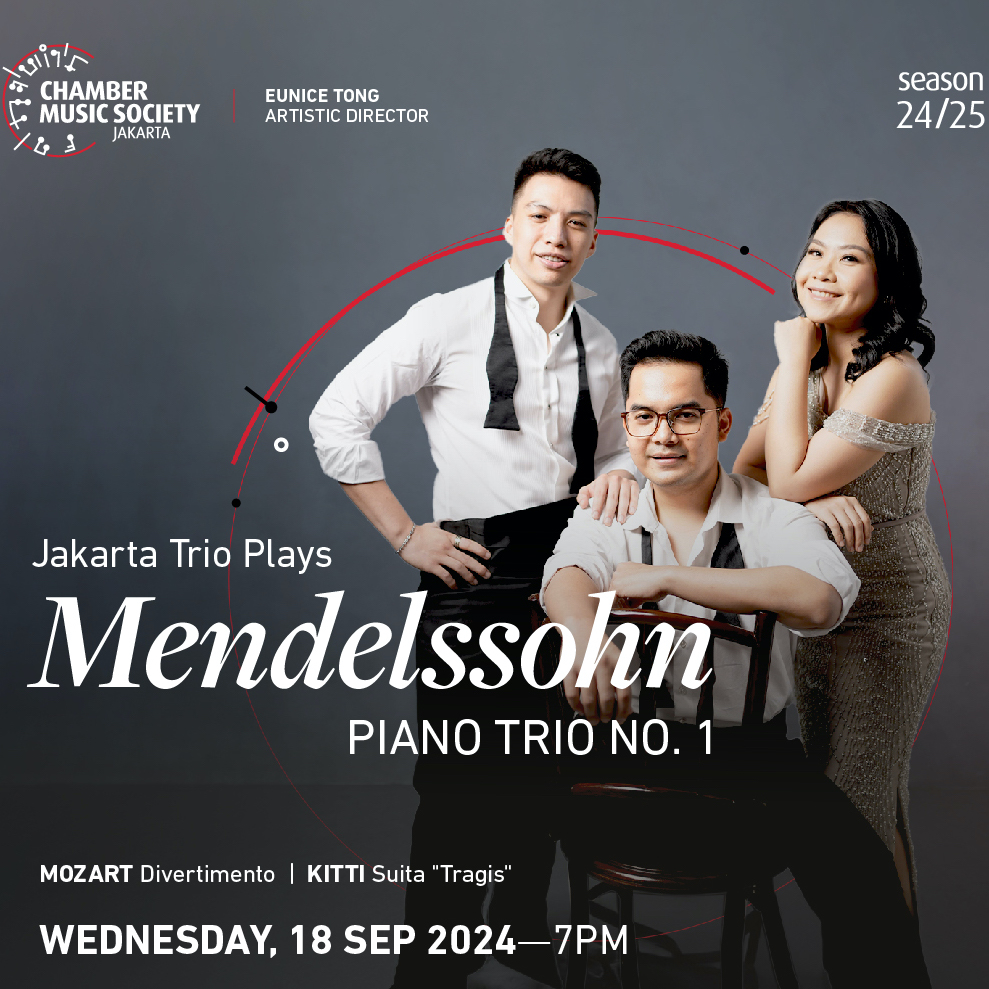 CHAMBER
MUSIC SOCIETY
JAKARTA
EUNICE TONG
ARTISTIC DIRECTOR
season
24/25
Jakarta Trio Plays
Mendelssohn
PIANO TRIO NO. 1
MOZART Divertimento | KITTI Suita "Tragis"
WEDNESDAY, 18 SEP 2024—7PM